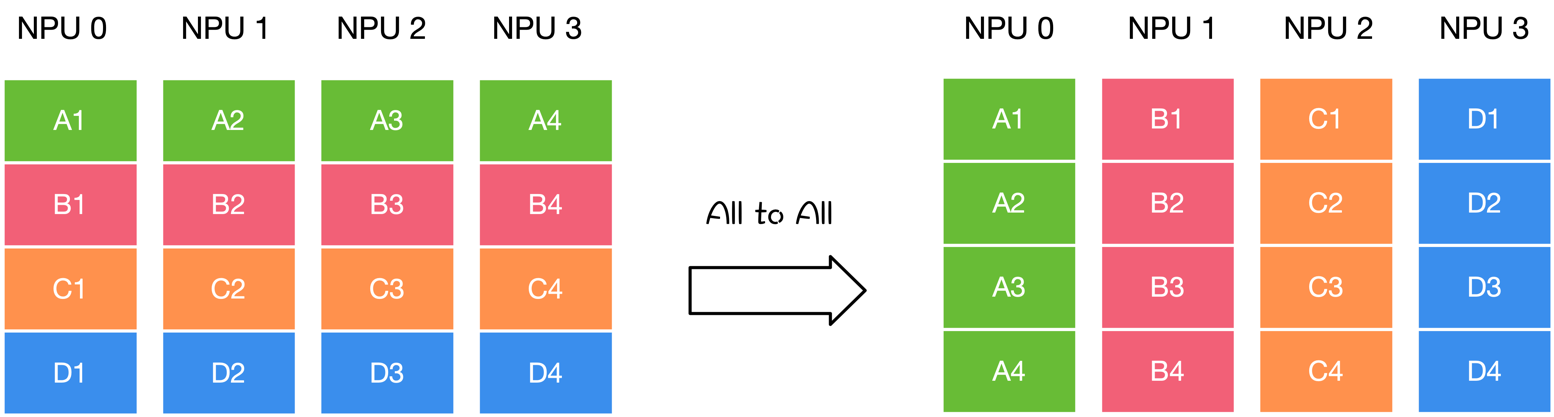 NPU 0 NPU 1 NPU 2 NPU 3 NPU 0 NPU 1 NPU 2 NPU 3
A1 A2 A3 A4 A1 B1 C1 D1
B1 B2 B3 B4 A2 B2 C2 D2
All to All
C1 C2 C3 C4 A3 B3 C3 D3
D1 D2 D3 D4 A4 B4 C4 D4